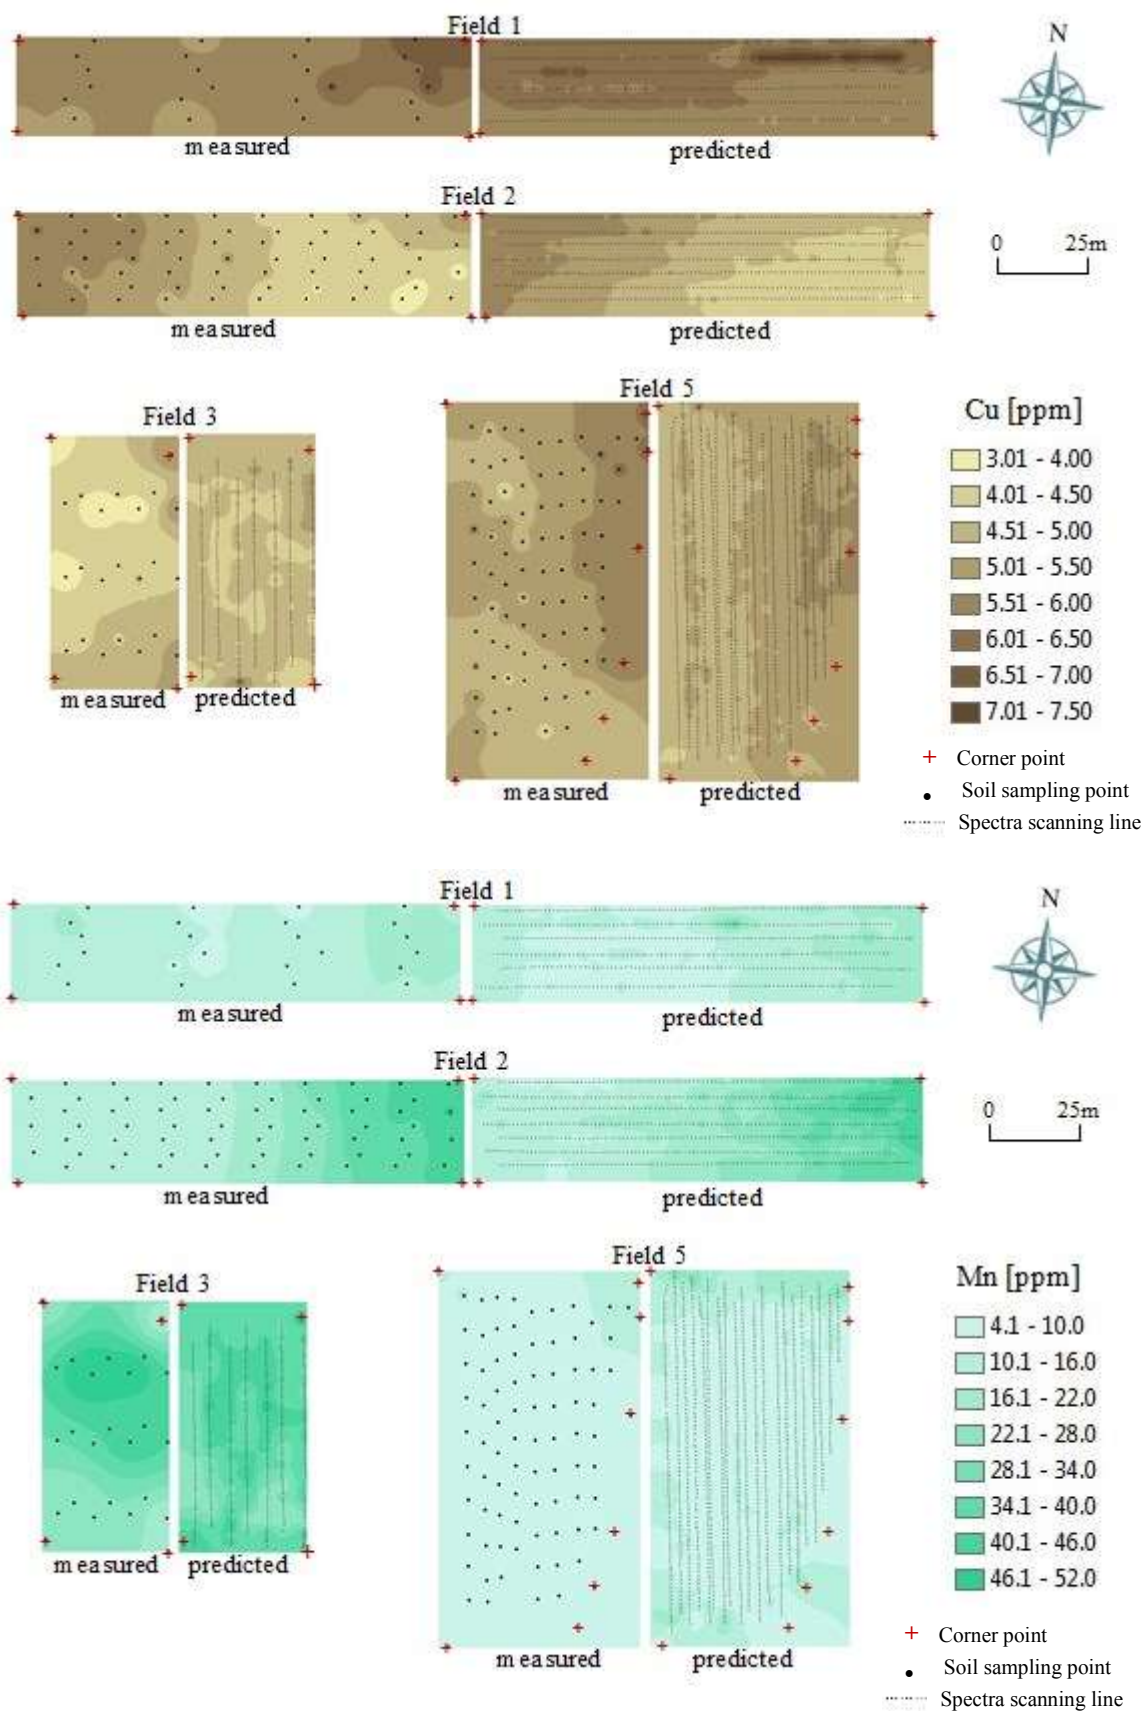 Field 1
N
measured
predicted
Field 2
0 25m
measured
predicted
Field 5
Field 3
Cu [ppm]
3.01 - 4.00
4.01 - 4.50
4.51 - 5.00
5.01 - 5.50
5.51 - 6.00
6.01 - 6.50
6.51 - 7.00
7.01 - 7.50
measured
predicted
measured
predicted
Corner point
Soil sampling point
Spectra scanning line
Field 1
N
measured
predicted
Field 2
0 25m
measured
predicted
Field 5
Field 3
Mn [ppm]
4.1 - 10.0
10.1 - 16.0
16.1 - 22.0
22.1 - 28.0
28.1 - 34.0
34.1 - 40.0
40.1 - 46.0
46.1 - 52.0
measured
predicted
measured
predicted
Corner point
Soil sampling point
Spectra scanning line